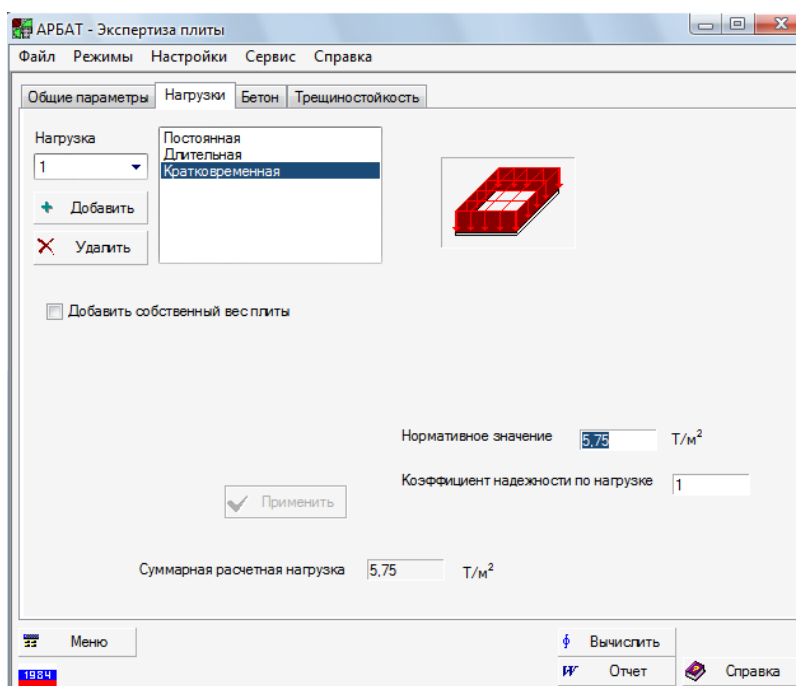 АРБАТ - Экспертиза плиты
Файл Режимы Настройки Сервис Справка
Общие параметры Нагрузки Бетон Трещиностойкость
Нагрузка
1
Добавить
Удалить
Постоянная
Длительная
Кратковременная
Добавить собственный вес плиты
Нормативное значение 5,75 Т/м²
Коэффициент надежности по нагрузке 1
Применить
Суммарная расчетная нагрузка 5,75 Т/м²
Меню
Вычислить
1984
W Отчет
Справка